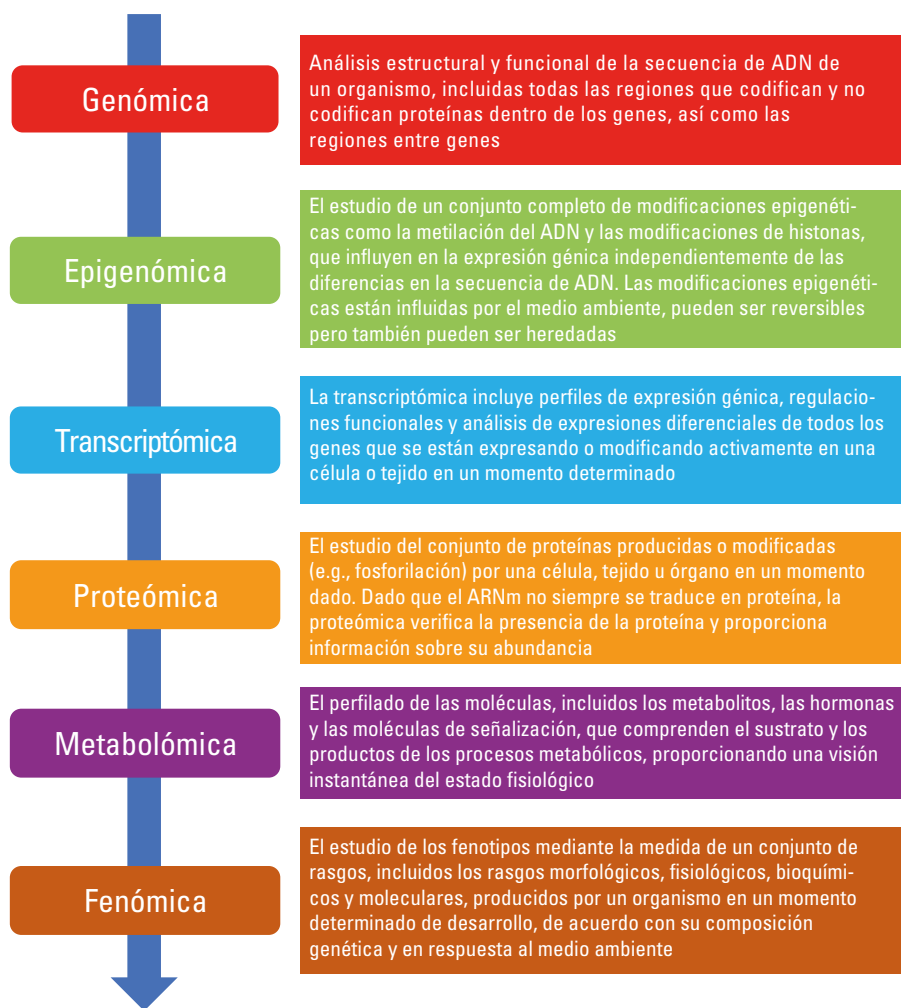 Genómica
Análisis estructural y funcional de la secuencia de ADN de
un organismo, incluidas todas las regiones que codifican y no
codifican proteínas dentro de los genes, así como las
regiones entre genes
Epigenómica
El estudio de un conjunto completo de modificaciones epigenéti-
cas como la metilación del ADN y las modificaciones de histonas,
que influyen en la expresión génica independientemente de las
diferencias en la secuencia de ADN. Las modificaciones epigenéti-
cas están influidas por el medio ambiente, pueden ser reversibles
pero también pueden ser heredadas
Transcriptómica
La transcriptómica incluye perfiles de expresión génica, regulacio-
nes funcionales y análisis de expresiones diferenciales de todos los
genes que se están expresando o modificando activamente en una
célula o tejido en un momento determinado
Proteómica
El estudio del conjunto de proteínas producidas o modificadas
(e.g., fosforilación) por una célula, tejido u órgano en un momento
dado. Dado que el ARNm no siempre se traduce en proteína, la
proteómica verifica la presencia de la proteína y proporciona
información sobre su abundancia
Metabolómica
El perfilado de las moléculas, incluidos los metabolitos, las hormonas
y las moléculas de señalización, que comprenden el sustrato y los
productos de los procesos metabólicos, proporcionando una visión
instantánea del estado fisiológico
Fenómica
El estudio de los fenotipos mediante la medida de un conjunto de
rasgos, incluidos los rasgos morfológicos, fisiológicos, bioquími-
cos y moleculares, producidos por un organismo en un momento
determinado de desarrollo, de acuerdo con su composición
genética y en respuesta al medio ambiente